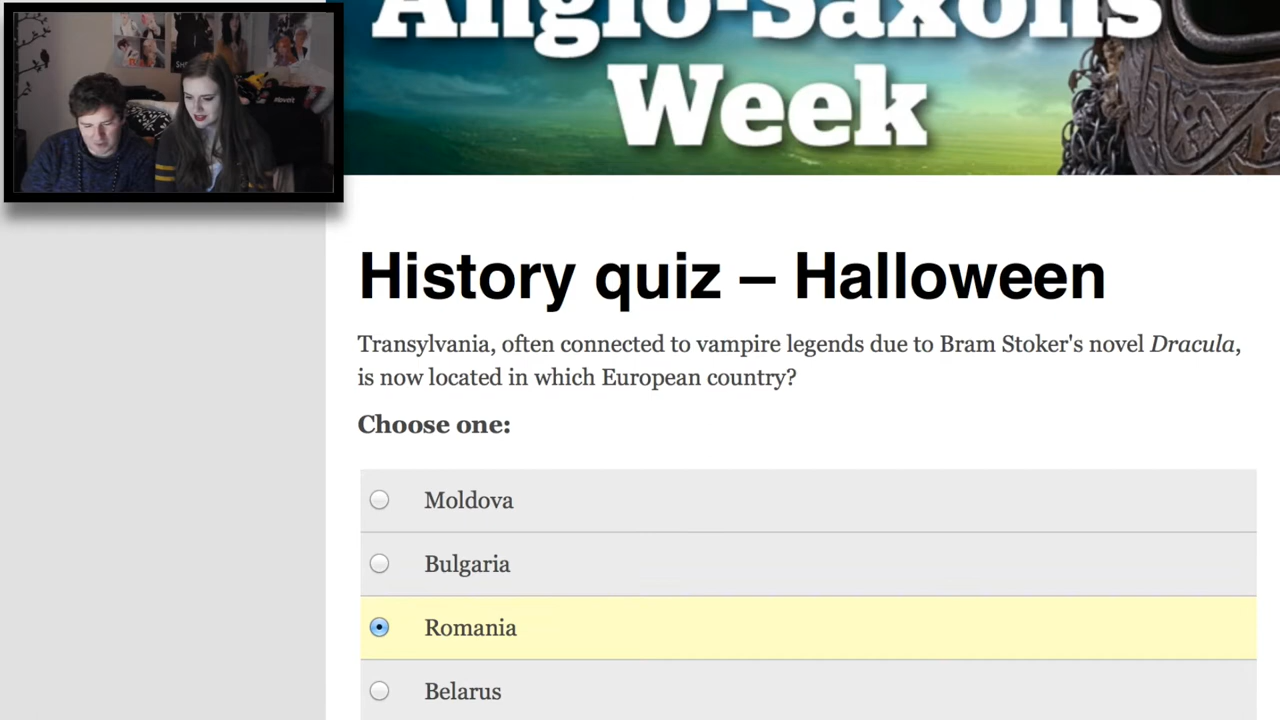 Anglo-Saxons
Week
History quiz – Halloween
Transylvania, often connected to vampire legends due to Bram Stoker's novel Dracula,
is now located in which European country?
Choose one:
Moldova
Bulgaria
Romania
Belarus